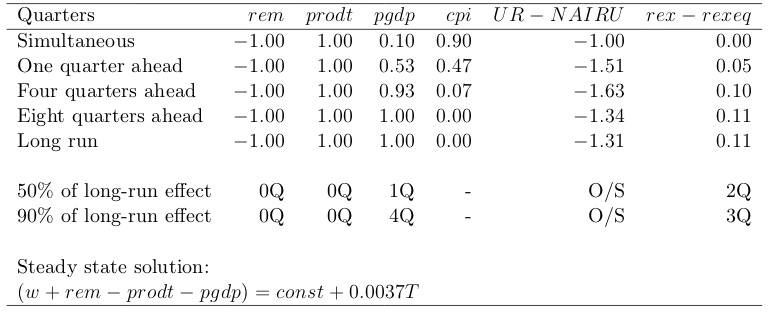 Quarters rem prodt pgdp cpi UR − NAIRU rex − rexeq
Simultaneous −1.00 1.00 0.10 0.90 −1.00 0.00
One quarter ahead −1.00 1.00 0.53 0.47 −1.51 0.05
Four quarters ahead −1.00 1.00 0.93 0.07 −1.63 0.10
Eight quarters ahead −1.00 1.00 1.00 0.00 −1.34 0.11
Long run −1.00 1.00 1.00 0.00 −1.31 0.11
50% of long-run effect 0Q 0Q 1Q - O/S 2Q
90% of long-run effect 0Q 0Q 4Q - O/S 3Q
Steady state solution:
(w + rem − prodt − pgdp) = const + 0.0037T